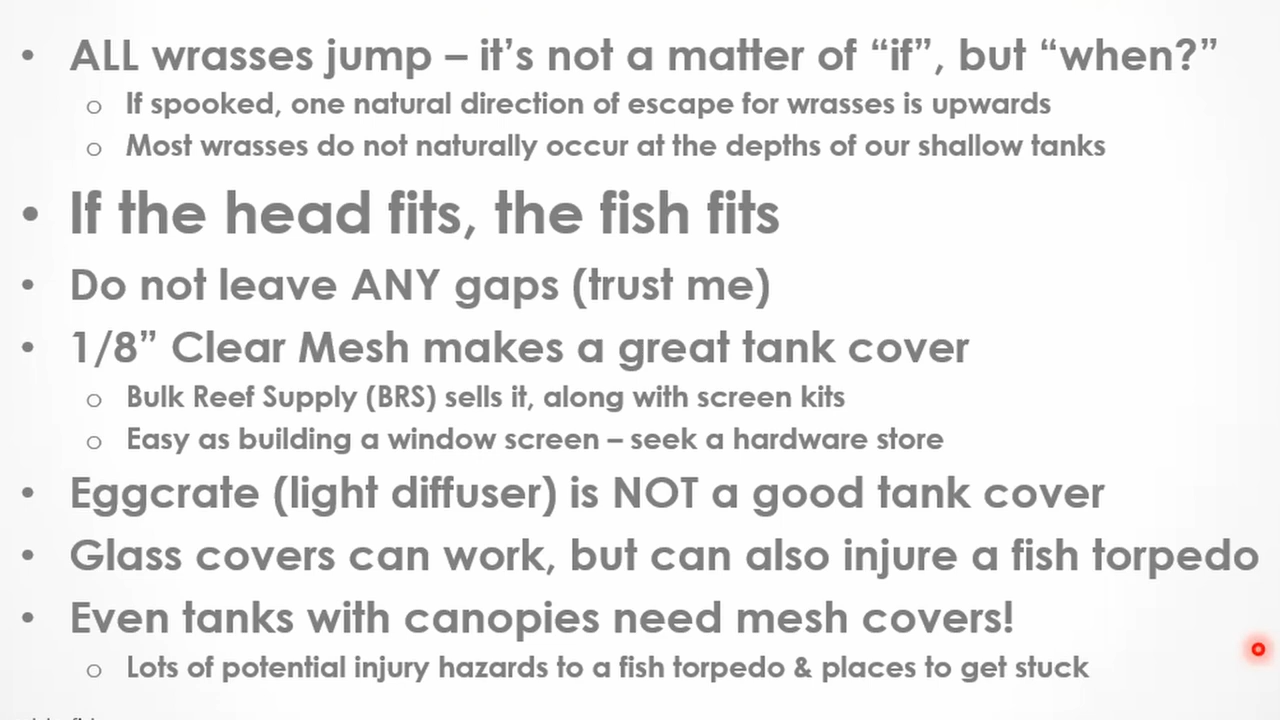 • ALL wrasses jump – it’s not a matter of “if”, but “when?”
o If spooked, one natural direction of escape for wrasses is upwards
o Most wrasses do not naturally occur at the depths of our shallow tanks
• If the head fits, the fish fits
• Do not leave ANY gaps (trust me)
• 1/8” Clear Mesh makes a great tank cover
o Bulk Reef Supply (BRS) sells it, along with screen kits
o Easy as building a window screen – seek a hardware store
• Eggcrate (light diffuser) is NOT a good tank cover
• Glass covers can work, but can also injure a fish torpedo
• Even tanks with canopies need mesh covers!
o Lots of potential injury hazards to a fish torpedo & places to get stuck